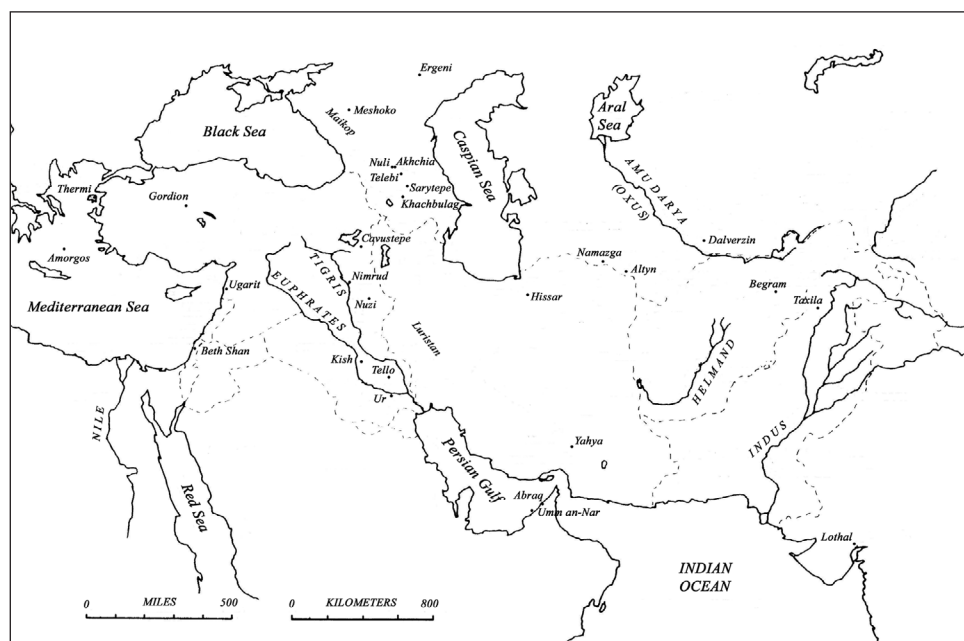 Ergeni
Meshoko
Maikop
Black Sea
Caspian Sea
Aral
Sea
AMU DARYA
(OXUS)
Nuli
Akhchia
Telebi
Sarytepe
Khachbulag
Thermi
Gordion
Cavustepe
Dalverzin
Amorgos
Namazga
Altyn
Mediterranean Sea
Ugarit
TIGRIS
EUPHRATES
Nimrud
Nuzi
Hissar
Begram
Taxila
Luristan
Beth Shan
Kish
Tello
Ur
HELMAND
NILE
INDUS
Red Sea
Persian Gulf
Yahya
Abraq
Umm an-Nar
Lothal
INDIAN
OCEAN
MILES
0 500
KILOMETERS
0 800